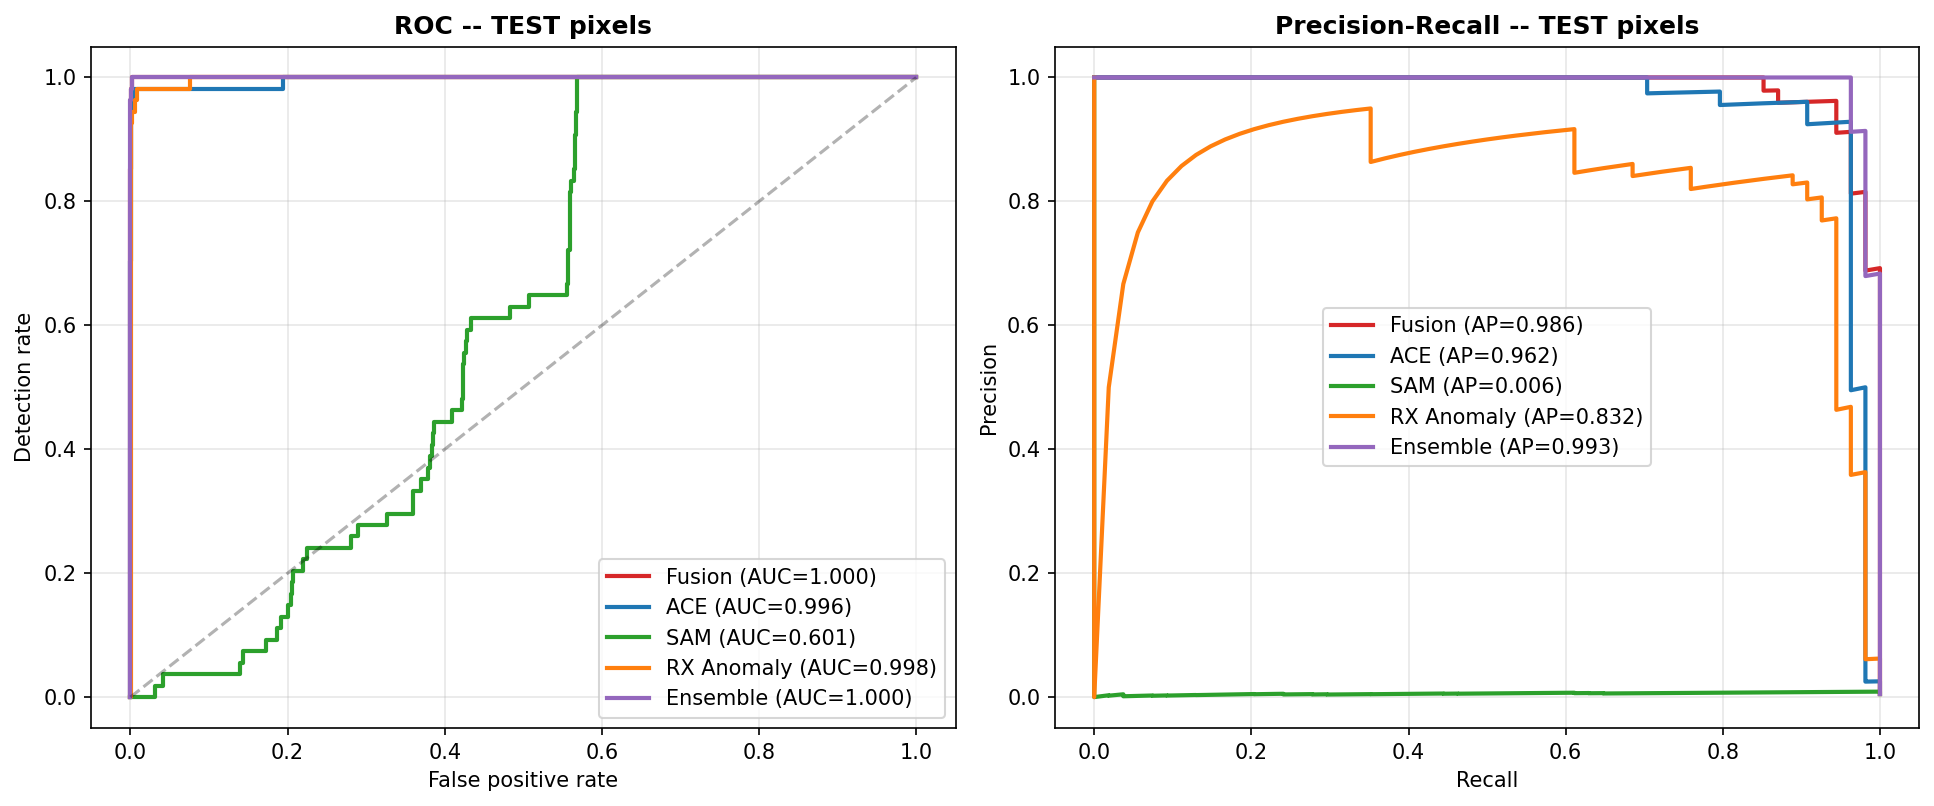 ROC -- TEST pixels
Detection rate
1.0
0.8
0.6
0.4
0.2
0.0
0.0 0.2 0.4 0.6 0.8 1.0
False positive rate
Fusion (AUC=1.000)
ACE (AUC=0.996)
SAM (AUC=0.601)
RX Anomaly (AUC=0.998)
Ensemble (AUC=1.000)
Precision-Recall -- TEST pixels
Precision
1.0
0.8
0.6
0.4
0.2
0.0
0.0 0.2 0.4 0.6 0.8 1.0
Recall
Fusion (AP=0.986)
ACE (AP=0.962)
SAM (AP=0.006)
RX Anomaly (AP=0.832)
Ensemble (AP=0.993)